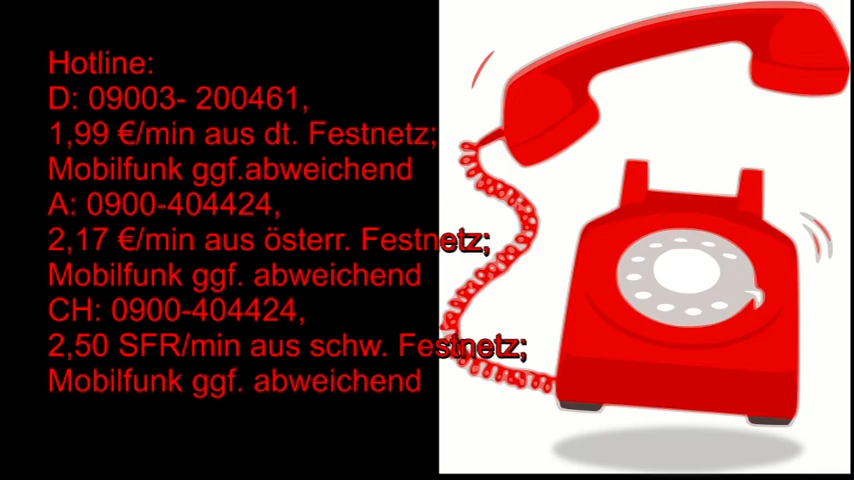 Hotline:
D: 09003- 200461,
1,99 €/min aus dt. Festnetz;
Mobilfunk ggf.abweichend
A: 0900-404424,
2,17 €/min aus österr. Festnetz;
Mobilfunk ggf. abweichend
CH: 0900-404424,
2,50 SFR/min aus schw. Festnetz;
Mobilfunk ggf. abweichend